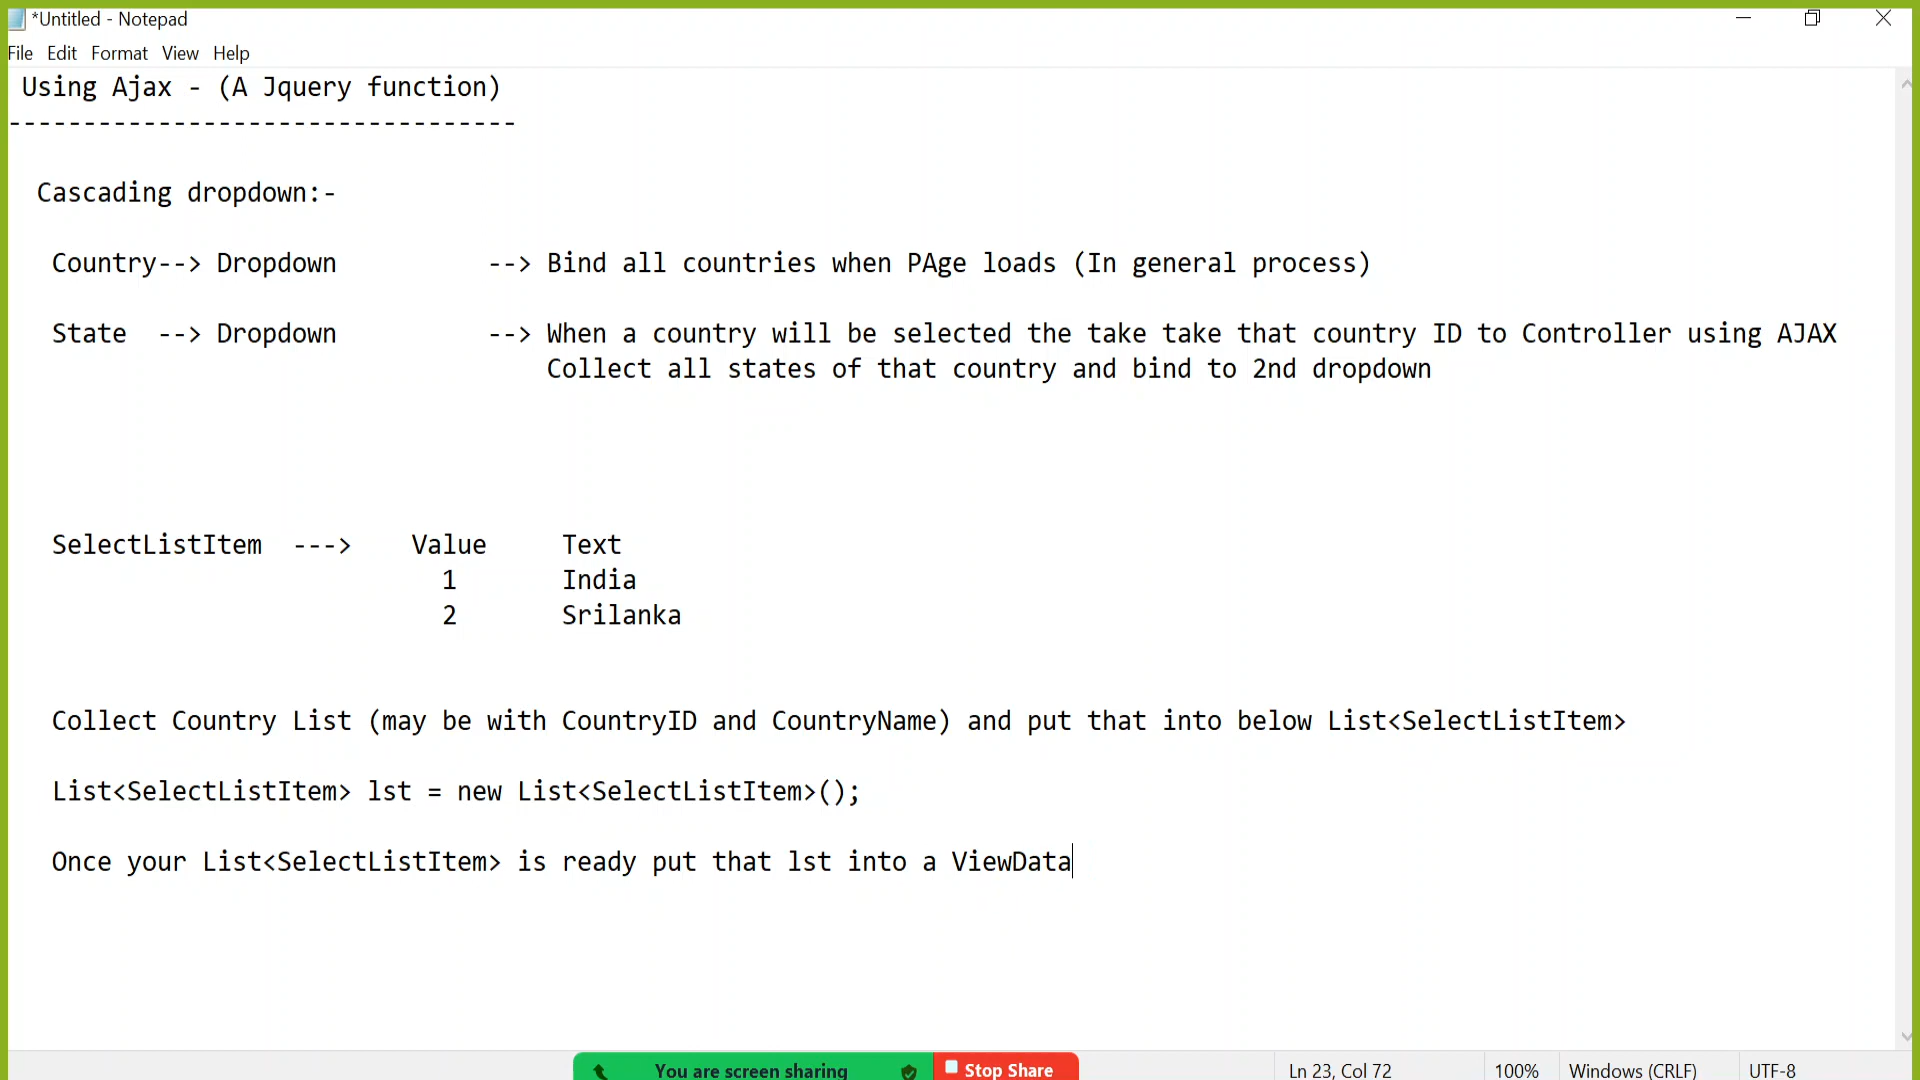 *Untitled - Notepad
File Edit Format View Help
Using Ajax - (A Jquery function)
----------------------------------
Cascading dropdown:-
Country--> Dropdown --> Bind all countries when PAge loads (In general process)
State --> Dropdown --> When a country will be selected the take take that country ID to Controller using AJAX
Collect all states of that country and bind to 2nd dropdown
SelectListItem ---> Value Text
1 India
2 Srilanka
Collect Country List (may be with CountryID and CountryName) and put that into below List<SelectListItem>
List<SelectListItem> lst = new List<SelectListItem>();
Once your List<SelectListItem> is ready put that lst into a ViewData
You are screen sharing Stop Share Ln 23, Col 72 100% Windows (CRLF) UTF-8